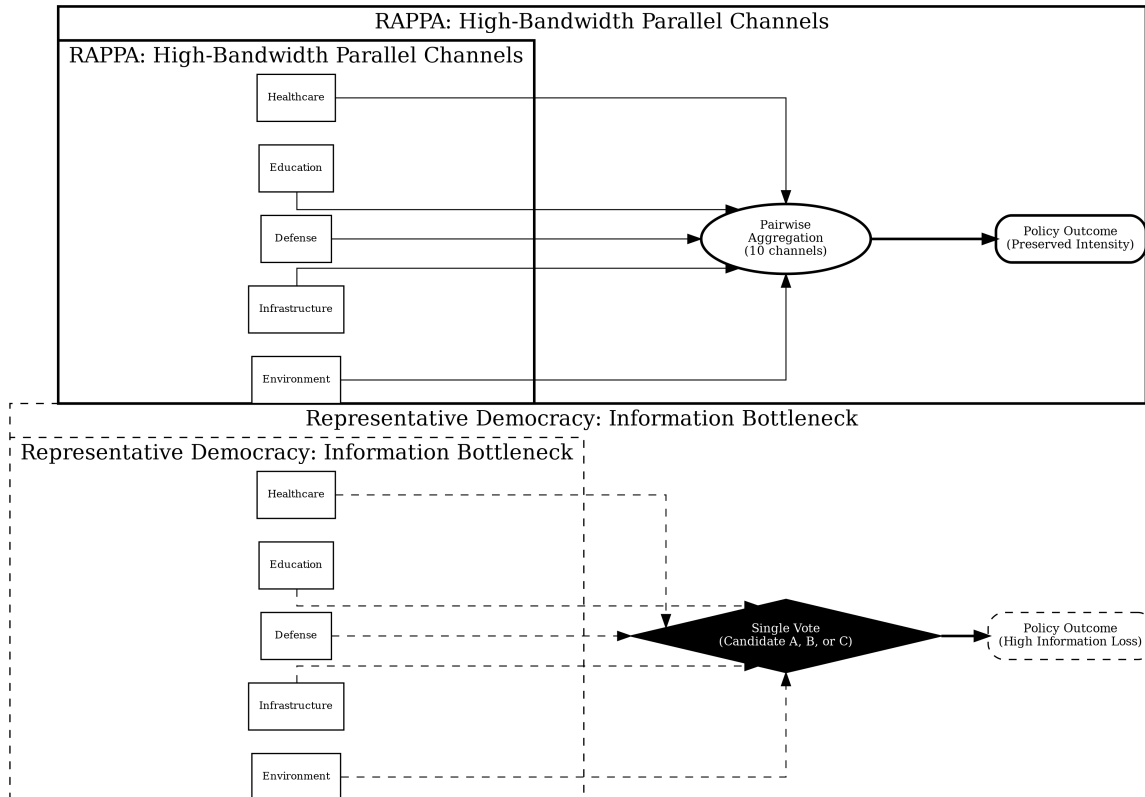 RAPPA: High-Bandwidth Parallel Channels
RAPPA: High-Bandwidth Parallel Channels
Healthcare
Education
Defense
Infrastructure
Environment
Pairwise
Aggregation
(10 channels)
Policy Outcome
(Preserved Intensity)
Representative Democracy: Information Bottleneck
Representative Democracy: Information Bottleneck
Healthcare
Education
Defense
Infrastructure
Environment
Single Vote
(Candidate A, B, or C)
Policy Outcome
(High Information Loss)